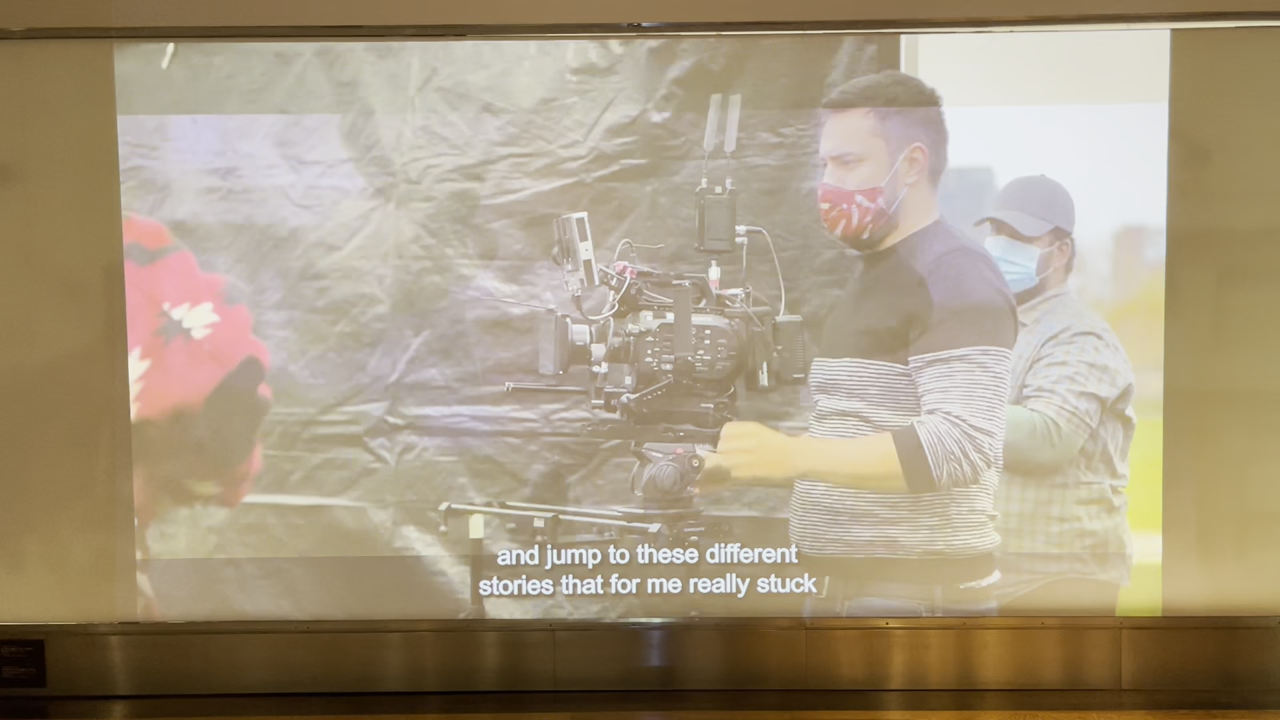 and jump to these different
stories that for me really stuck